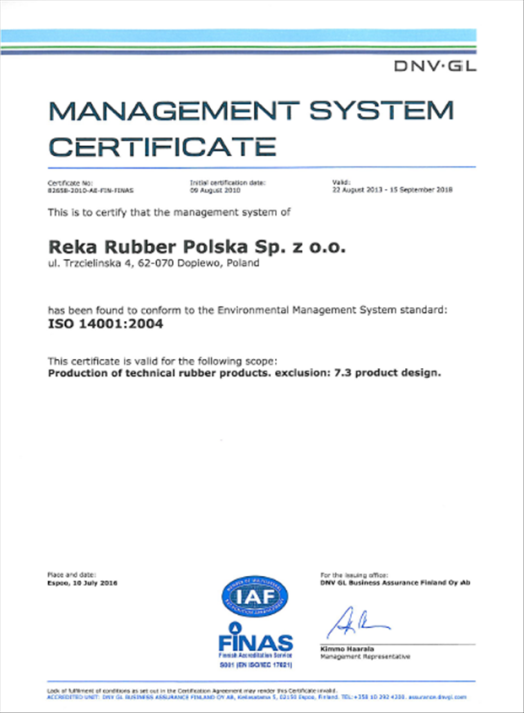 DNV·GL
MANAGEMENT SYSTEM
CERTIFICATE
Certificate No: Initial certification date: Valid:
82658-2010-AE-FIN-FINAS 09 August 2010 22 August 2013 - 15 September 2018
This is to certify that the management system of
Reka Rubber Polska Sp. z o.o.
ul. Trzcielinska 4, 62-070 Doplewo, Poland
has been found to conform to the Environmental Management System standard:
ISO 14001:2004
This certificate is valid for the following scope:
Production of technical rubber products. exclusion: 7.3 product design.
Place and date: For the issuing office:
Espoo, 10 July 2016 DNV GL Business Assurance Finland Oy Ab
IAF
FINAS
Finnish Accreditation Service
S001 (EN ISO/IEC 17021)
Kimmo Haarala
Management Representative
Lack of fulfilment of conditions as set out in the Certification Agreement may render this Certificate invalid.
ACCREDITED UNIT: DNV GL BUSINESS ASSURANCE FINLAND OY AB, Keilasatama 5, 02150 Espoo, Finland. TEL: +358 10 292 4200. assurance.dnvgl.com